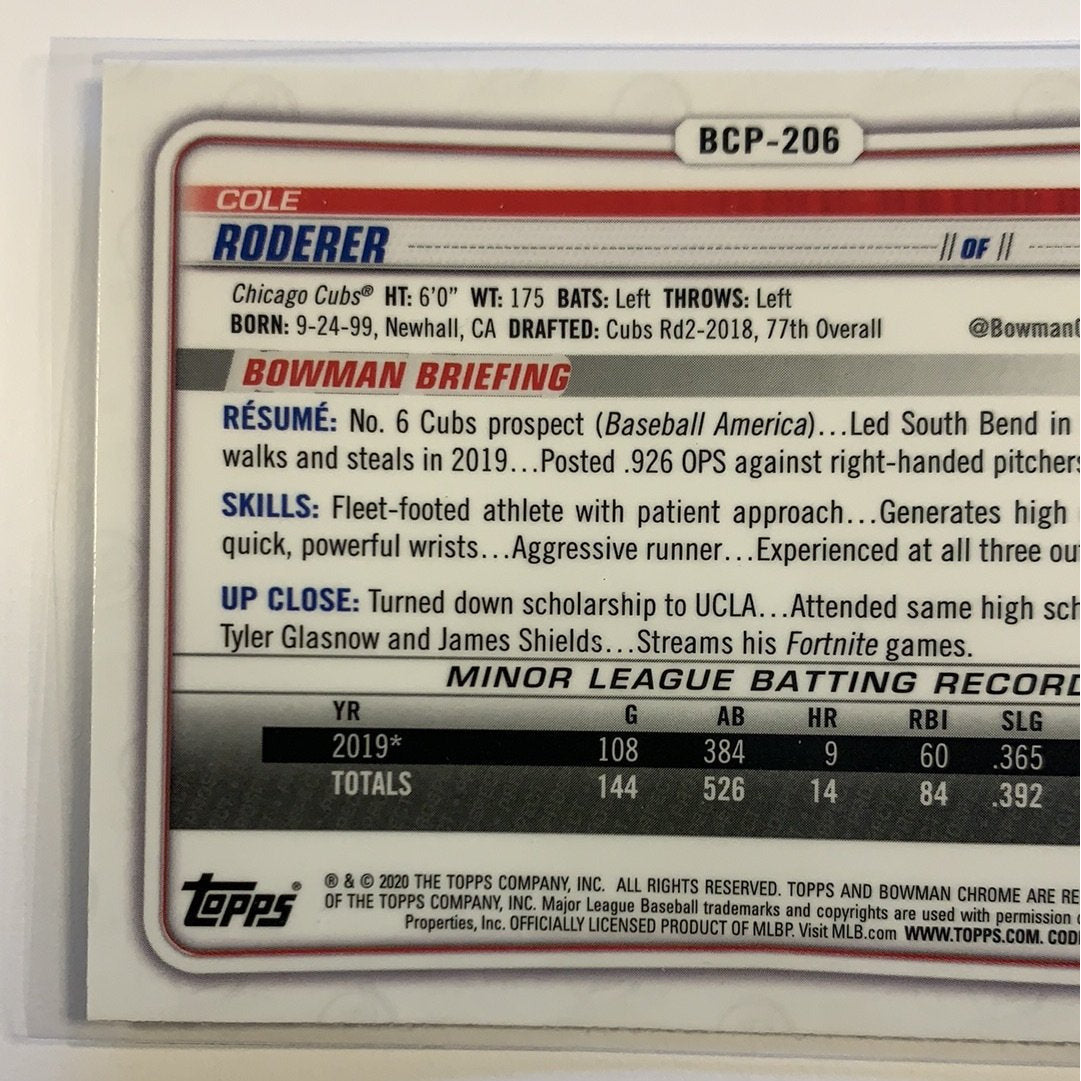 BCP-206
COLE
RODERER
// OF //
Chicago Cubs® HT: 6'0" WT: 175 BATS: Left THROWS: Left
BORN: 9-24-99, Newhall, CA DRAFTED: Cubs Rd2-2018, 77th Overall @Bowman
BOWMAN BRIEFING
RÉSUMÉ: No. 6 Cubs prospect (Baseball America)...Led South Bend in
walks and steals in 2019...Posted .926 OPS against right-handed pitchers
SKILLS: Fleet-footed athlete with patient approach...Generates high
quick, powerful wrists...Aggressive runner...Experienced at all three ou
UP CLOSE: Turned down scholarship to UCLA...Attended same high sch
Tyler Glasnow and James Shields...Streams his Fortnite games.
MINOR LEAGUE BATTING RECORD
YR G AB HR RBI SLG
2019* 108 384 9 60 .365
TOTALS 144 526 14 84 .392
Topps®
® & © 2020 THE TOPPS COMPANY, INC. ALL RIGHTS RESERVED. TOPPS AND BOWMAN CHROME ARE RE
OF THE TOPPS COMPANY, INC. Major League Baseball trademarks and copyrights are used with permission
Properties, Inc. OFFICIALLY LICENSED PRODUCT OF MLBP. Visit MLB.com WWW.TOPPS.COM. COD